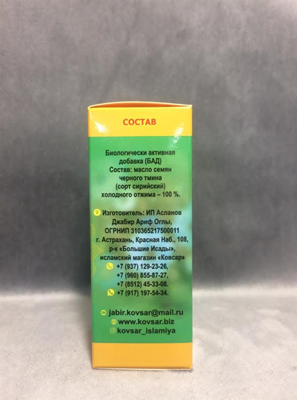 СОСТАВ
Биологически активная
добавка (БАД)
Состав: масло семян
черного тмина
(сорт сирийский)
холодного отжима – 100 %.
Изготовитель: ИП Асланов
Джабир Ариф Оглы,
ОГРНИП 310365217500011
г. Астрахань, Красная Наб., 108,
р-к «Большие Исады»,
исламский магазин «Ковсар»
+7 (937) 129-23-26,
+7 (960) 855-87-27,
+7 (8512) 45-33-08.
+7 (917) 197-54-34.
jabir.kovsar@mail.ru
www.kovsar.biz
kovsar_islamiya